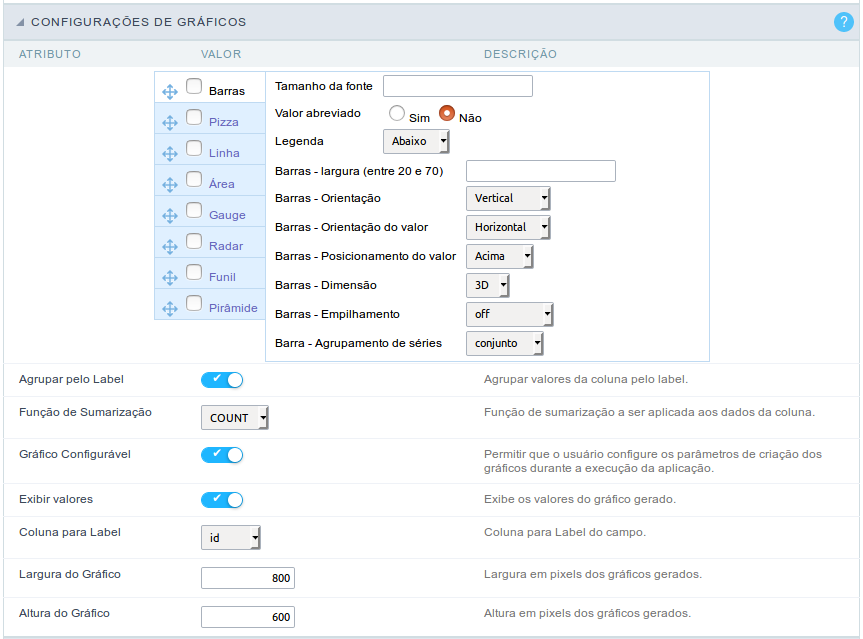 CONFIGURAÇÕES DE GRÁFICOS ?
ATRIBUTO VALOR DESCRIÇÃO
Barras
Pizza
Linha
Área
Gauge
Radar
Funil
Pirâmide
Tamanho da fonte
Valor abreviado Sim Não
Legenda Abaixo
Barras - largura (entre 20 e 70)
Barras - Orientação Vertical
Barras - Orientação do valor Horizontal
Barras - Posicionamento do valor Acima
Barras - Dimensão 3D
Barras - Empilhamento off
Barra - Agrupamento de séries conjunto
Agrupar pelo Label Agrupar valores da coluna pelo label.
Função de Sumarização COUNT Função de sumarização a ser aplicada aos dados da coluna.
Gráfico Configurável Permitir que o usuário configure os parâmetros de criação dos
gráficos durante a execução da aplicação.
Exibir valores Exibe os valores do gráfico gerado.
Coluna para Label id Coluna para Label do campo.
Largura do Gráfico 800 Largura em pixels dos gráficos gerados.
Altura do Gráfico 600 Altura em pixels dos gráficos gerados.